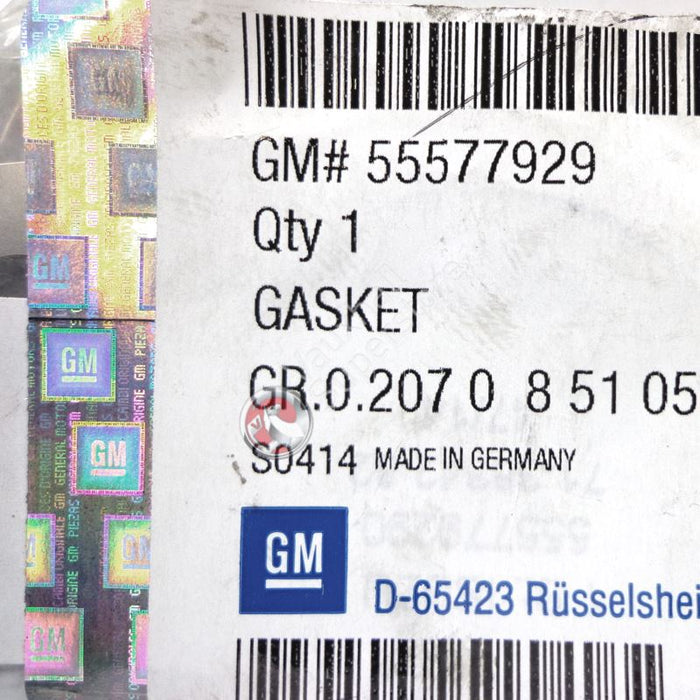 GM# 55577929
Qty 1
GASKET
GR.0.207 0 8 51 05
S0414 MADE IN GERMANY
GM
D-65423 Rüsselshei
GM
GM
GM
GM
GM